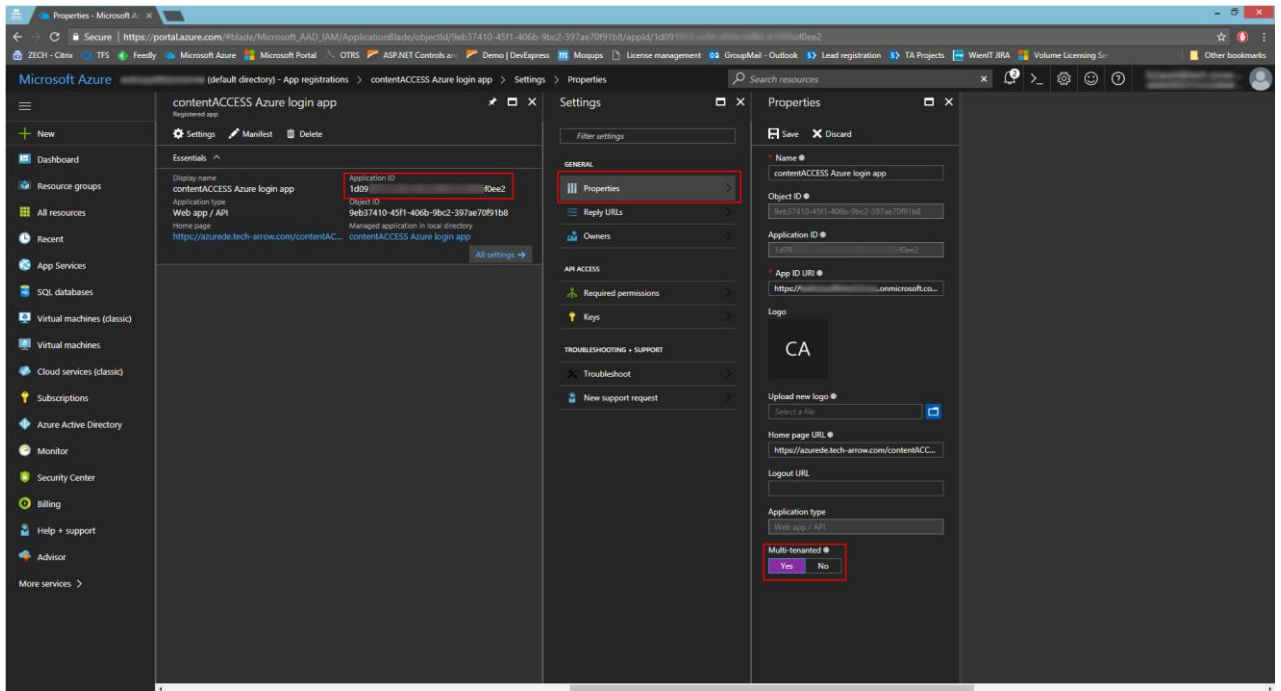 Properties - Microsoft A
Secure | https://portal.azure.com/#blade/Microsoft_AAD_IAM/ApplicationBlade/objectId/9eb37410-45f1-406b-9bc2-397ae70f91b8/appId/1d09 f0ee2
ZECH - Citrix TFS Feedly Microsoft Azure Microsoft Portal OTRS ASP.NET Controls an Demo | DevExpress Moqups License management GroupMail - Outlook Lead registration TA Projects WienIT JIRA Volume Licensing Se Other bookmarks
Microsoft Azure (default directory) - App registrations > contentACCESS Azure login app > Settings > Properties Search resources
New
Dashboard
Resource groups
All resources
Recent
App Services
SQL databases
Virtual machines (classic)
Virtual machines
Cloud services (classic)
Subscriptions
Azure Active Directory
Monitor
Security Center
Billing
Help + support
Advisor
More services >
contentACCESS Azure login app
Registered app
Settings Manifest Delete
Essentials
Display name
contentACCESS Azure login app
Application type
Web app / API
Home page
https://azurede.tech-arrow.com/contentAC...
Application ID
1d09 f0ee2
Object ID
9eb37410-45f1-406b-9bc2-397ae70f91b8
Managed application in local directory
contentACCESS Azure login app
All settings →
Settings
Filter settings
GENERAL
Properties
Reply URLs
Owners
API ACCESS
Required permissions
Keys
TROUBLESHOOTING + SUPPORT
Troubleshoot
New support request
Properties
Save Discard
* Name
contentACCESS Azure login app
Object ID
9eb37410-45f1-406b-9bc2-397ae70f91b8
Application ID
1d09 f0ee2
* App ID URI
https:// .onmicrosoft.co...
Logo
CA
Upload new logo
Select a file
Home page URL
https://azurede.tech-arrow.com/contentACC...
Logout URL
Application type
Web app / API
Multi-tenanted
Yes No